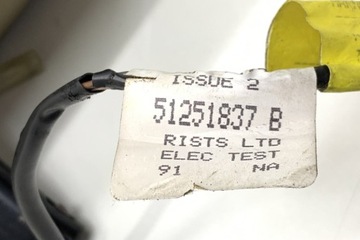 ISSUE 2
51251837 B
RISTS LTD
ELEC TEST
91 NA